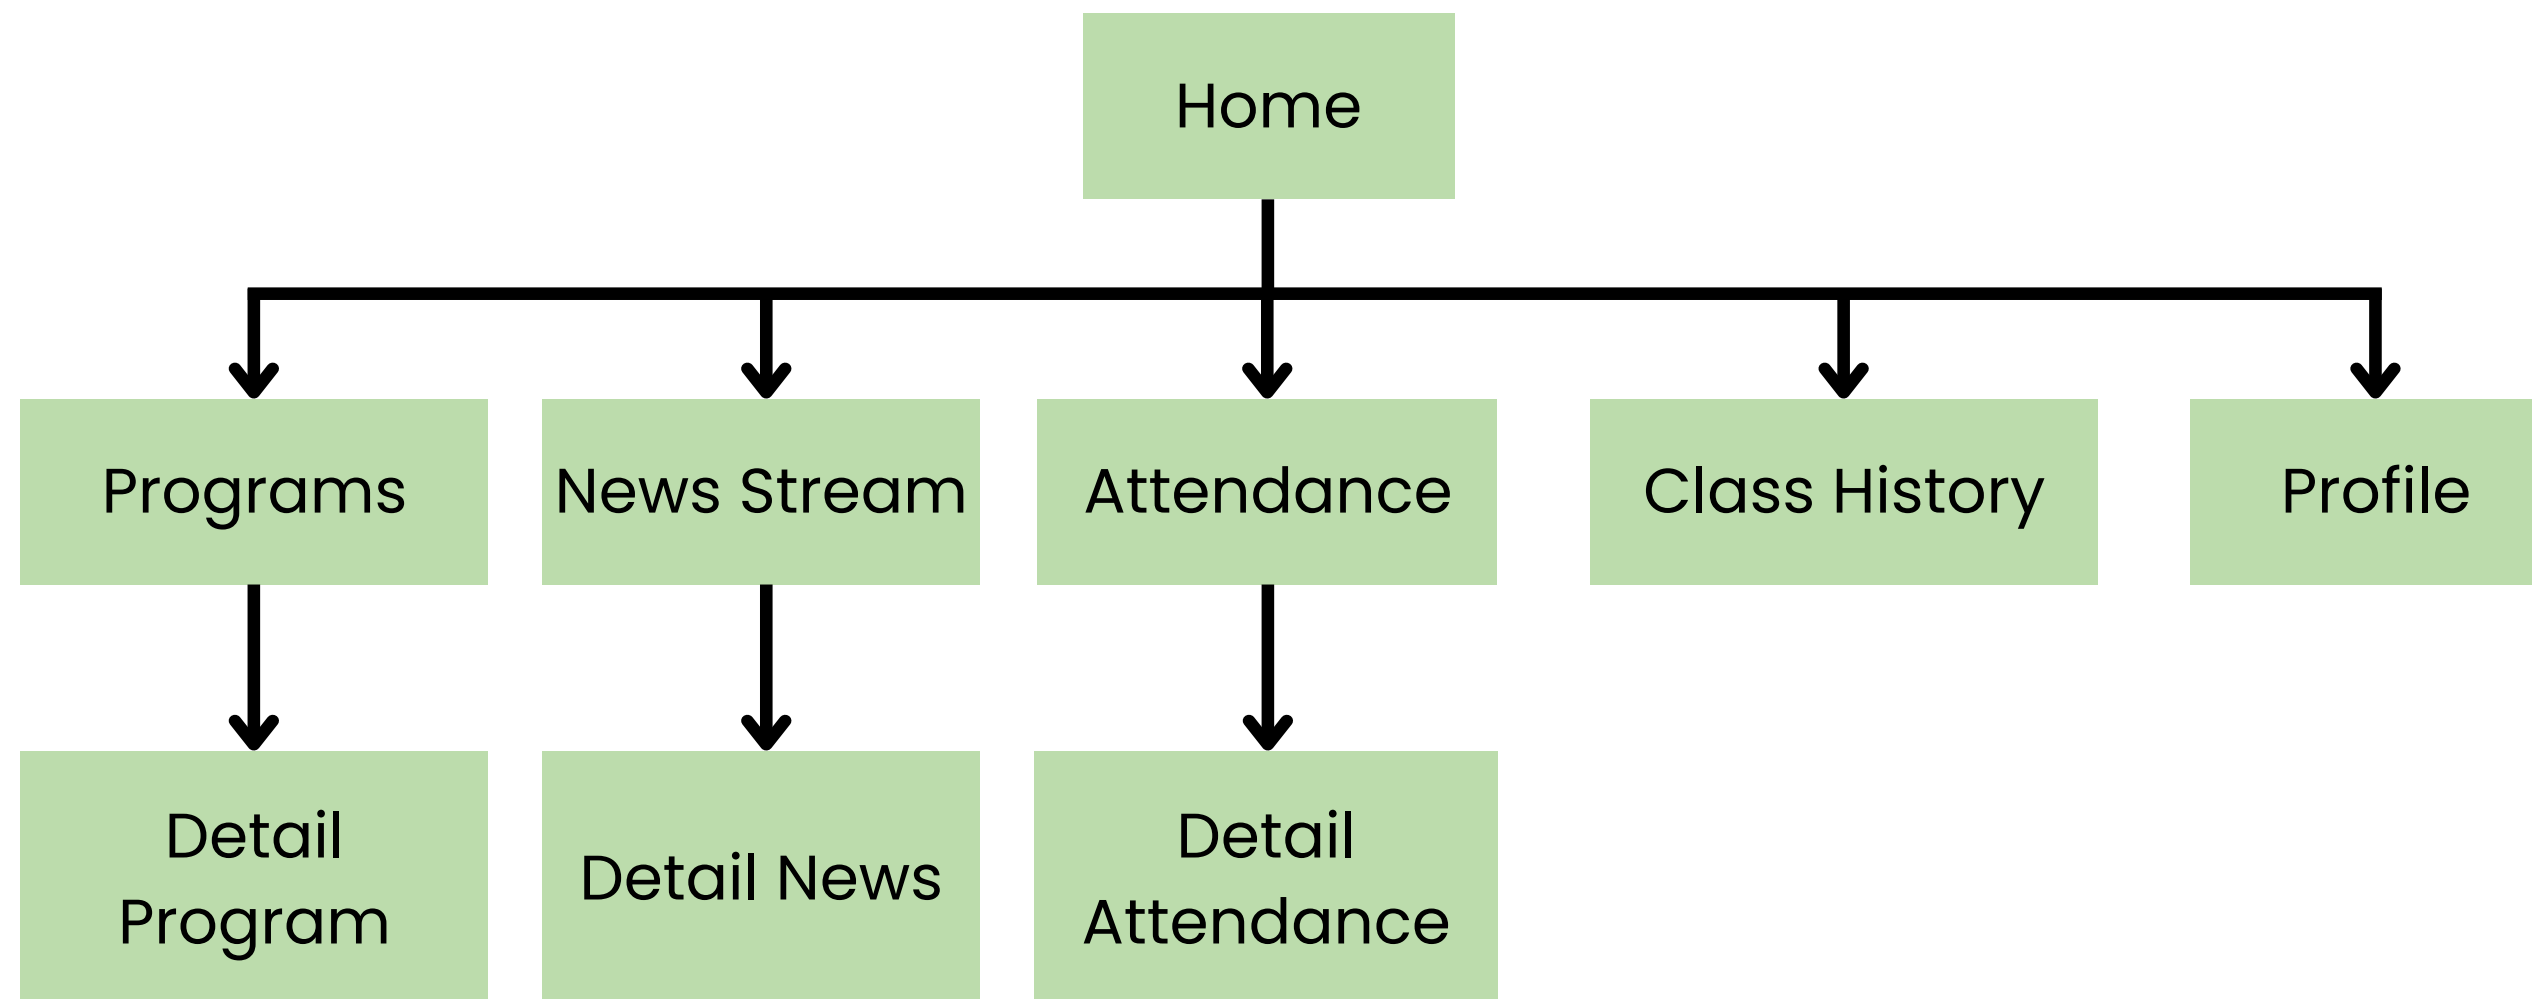 Home
Programs
News Stream
Attendance
Class History
Profile
Detail
Program
Detail News
Detail
Attendance